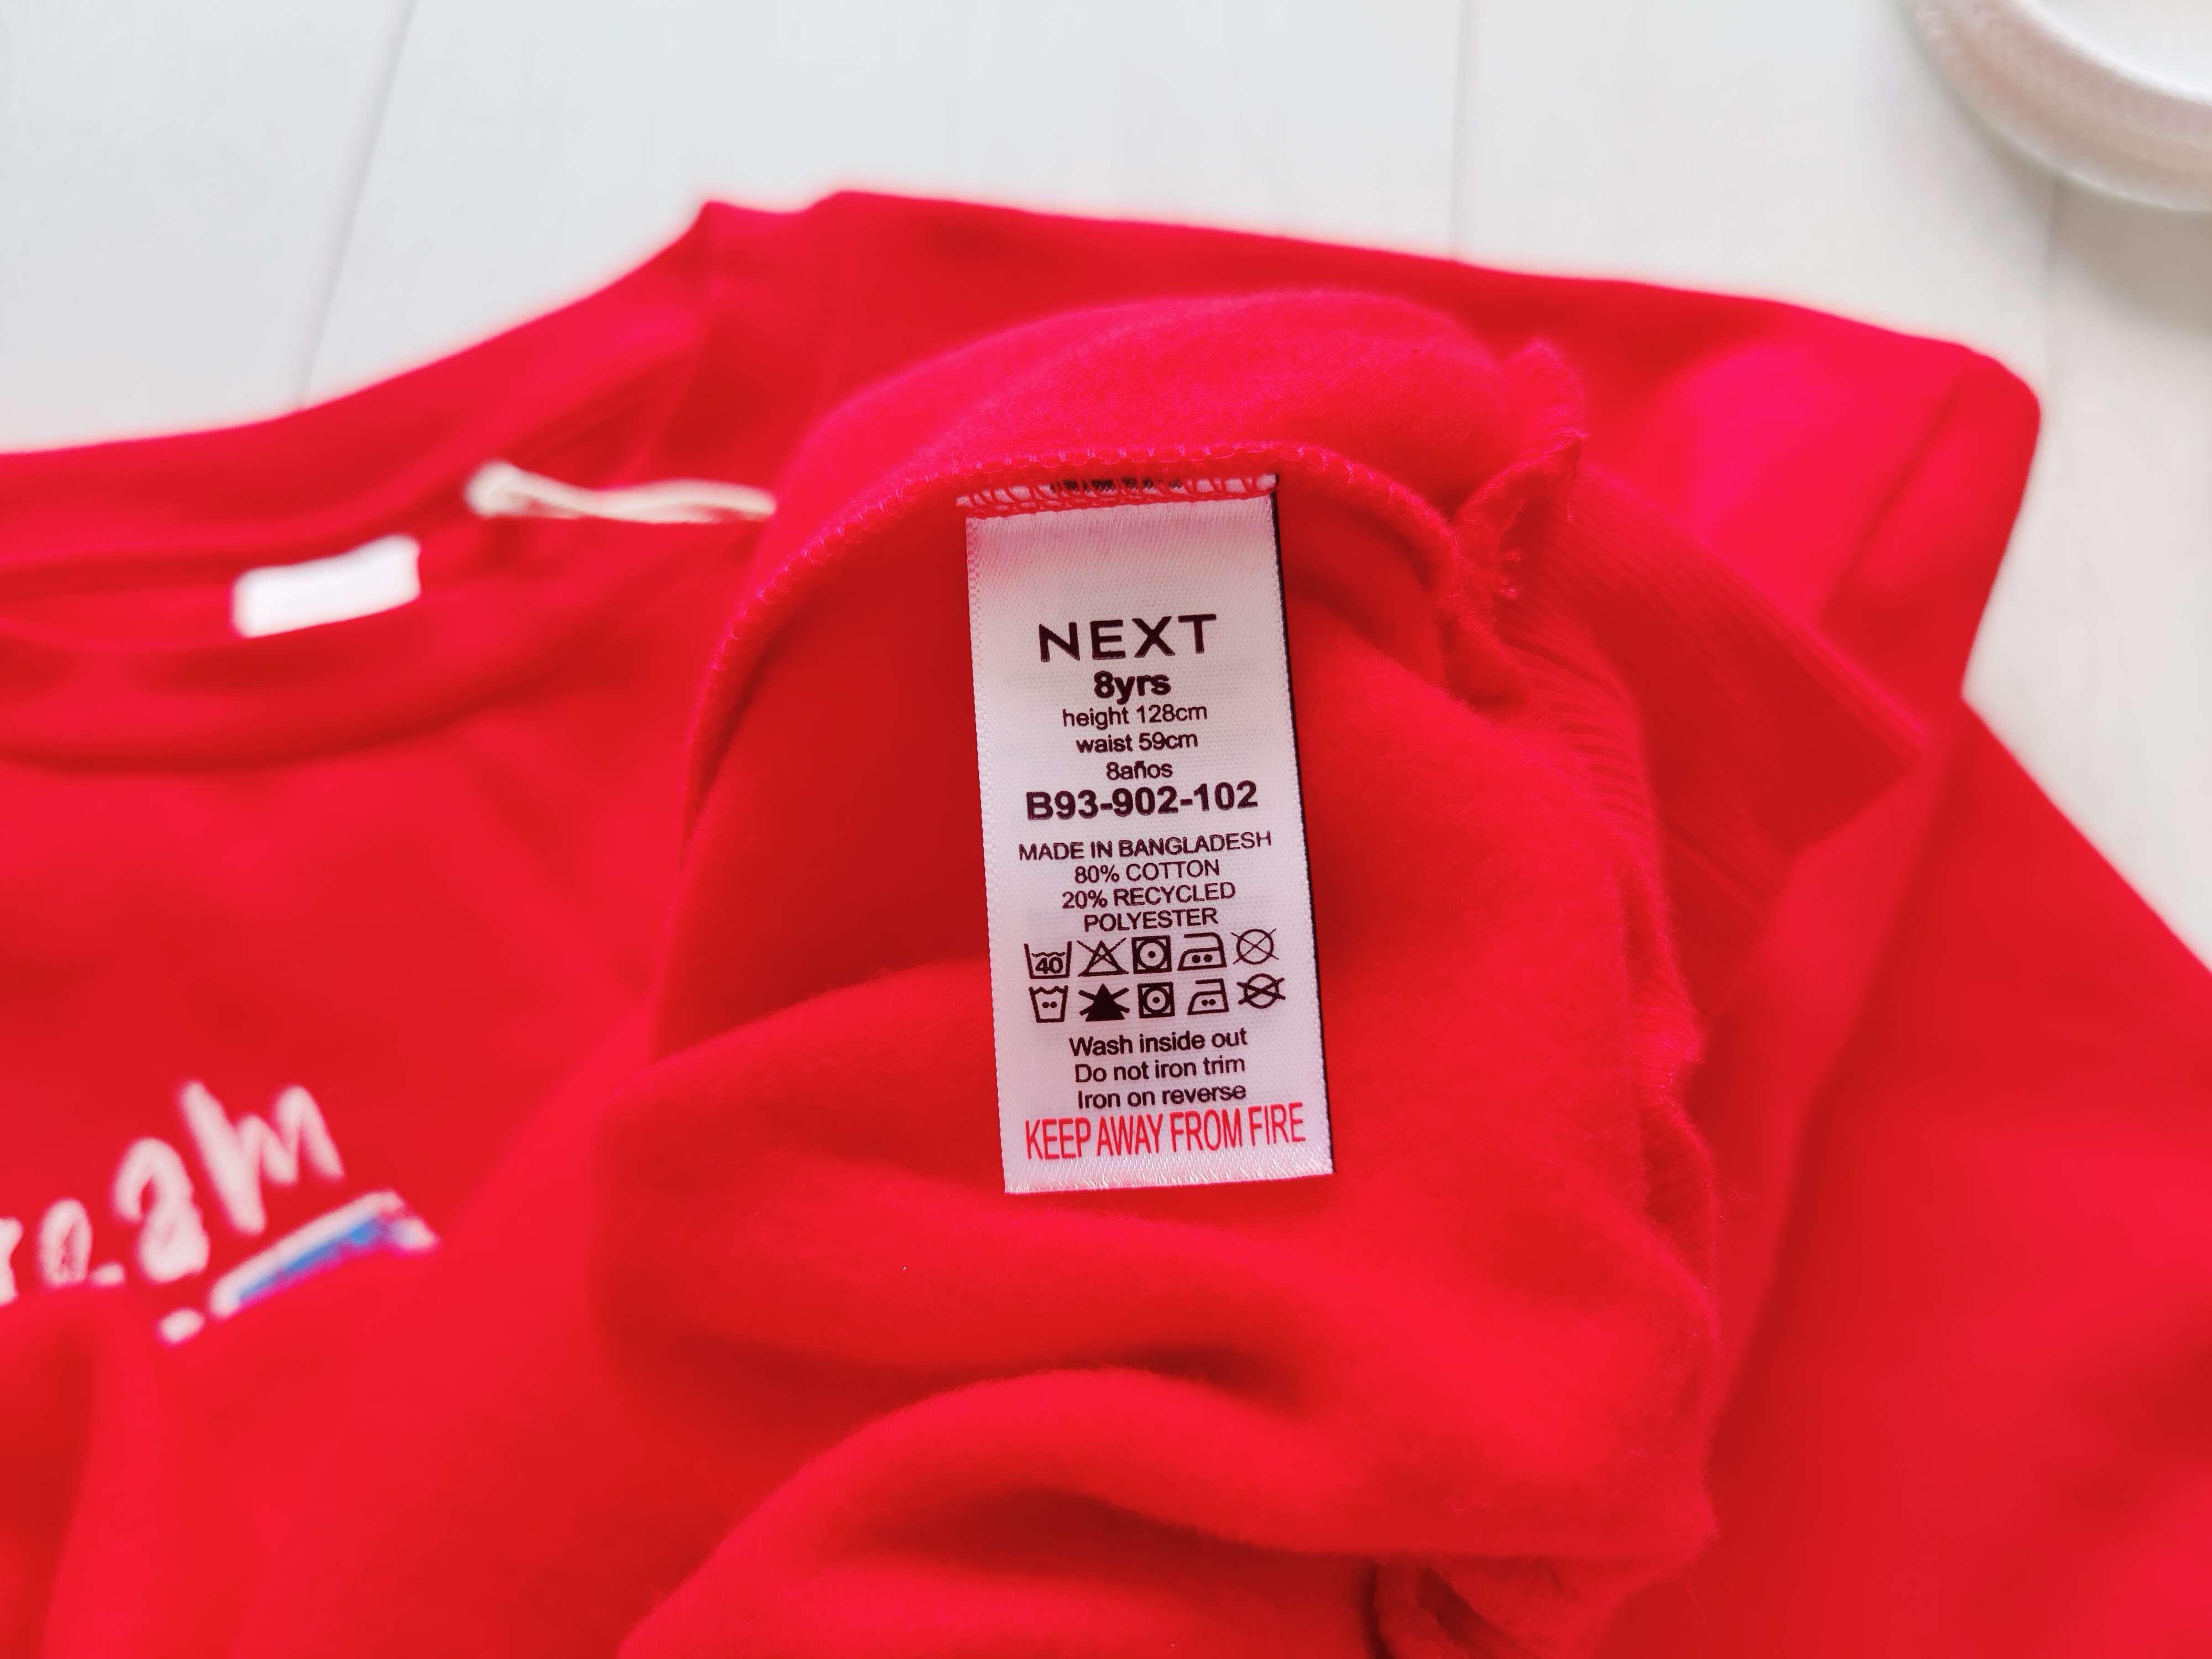 NEXT
8yrs
height 128cm
waist 59cm
8años
B93-902-102
MADE IN BANGLADESH
80% COTTON
20% RECYCLED
POLYESTER
40
Wash inside out
Do not iron trim
Iron on reverse
KEEP AWAY FROM FIRE